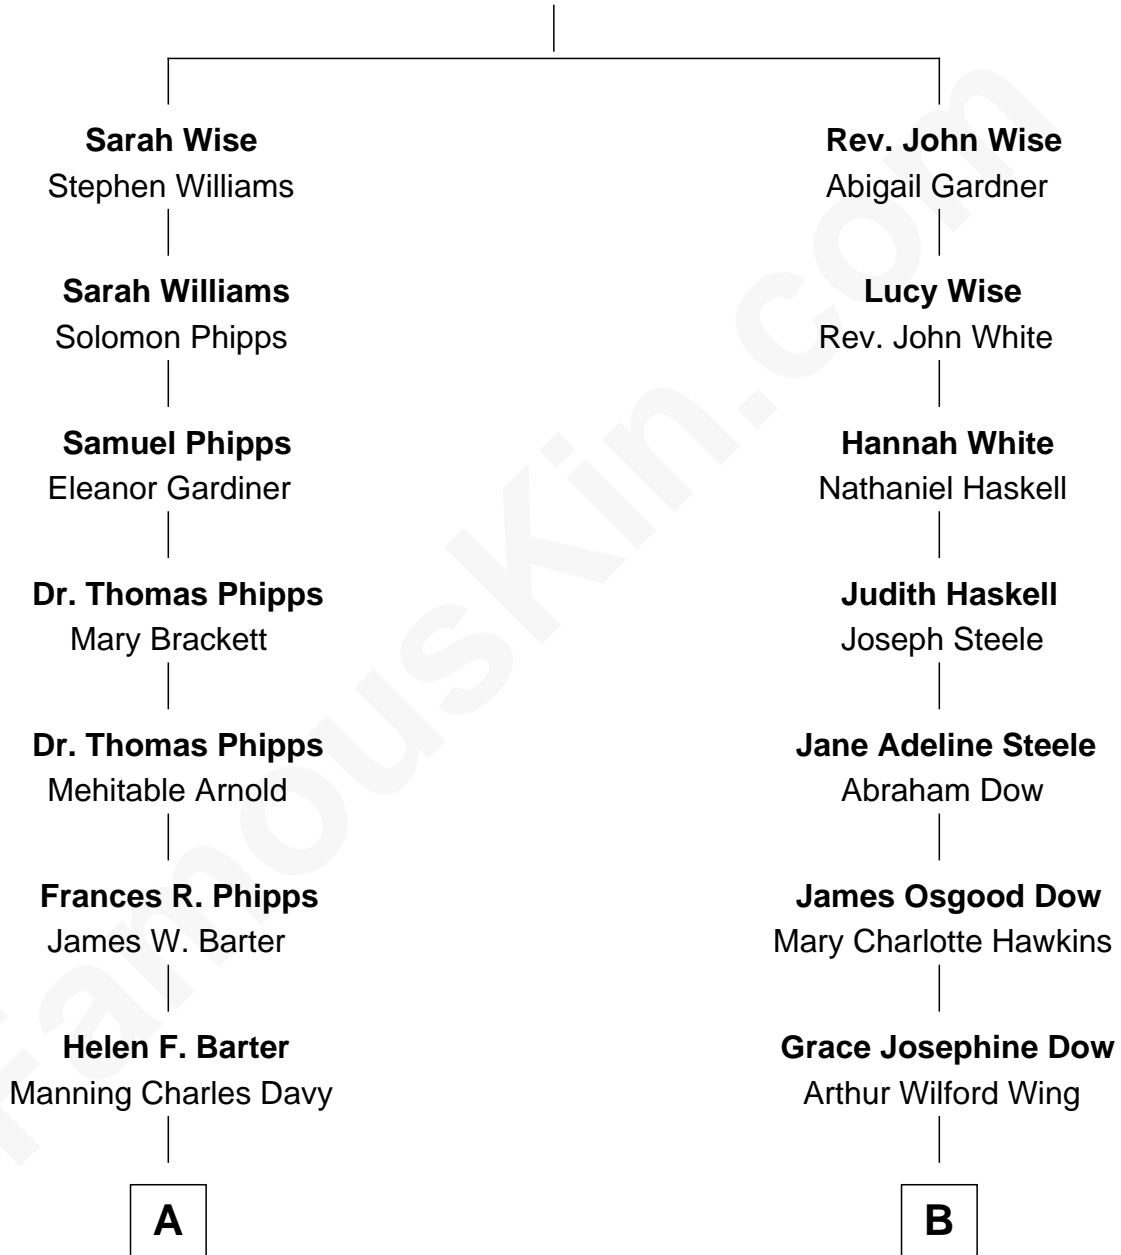 Sarah Wise
Stephen Williams
Sarah Williams
Solomon Phipps
Samuel Phipps
Eleanor Gardiner
Dr. Thomas Phipps
Mary Brackett
Dr. Thomas Phipps
Mehitable Arnold
Frances R. Phipps
James W. Barter
Helen F. Barter
Manning Charles Davy
A
Rev. John Wise
Abigail Gardner
Lucy Wise
Rev. John White
Hannah White
Nathaniel Haskell
Judith Haskell
Joseph Steele
Jane Adeline Steele
Abraham Dow
James Osgood Dow
Mary Charlotte Hawkins
Grace Josephine Dow
Arthur Wilford Wing
B
FamousKin.com